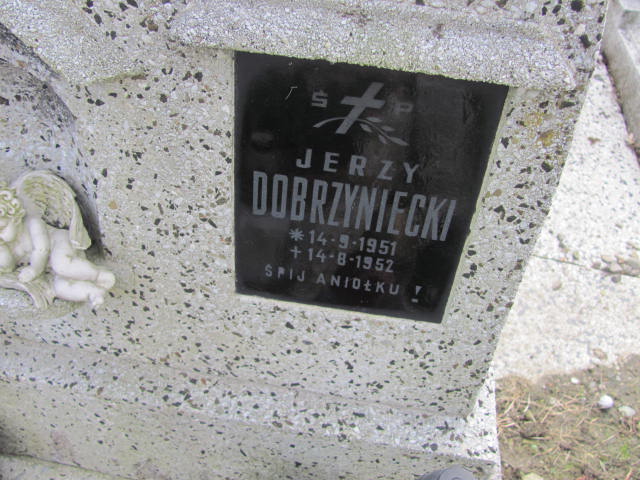 Ś P
JERZY
DOBRZYNIECKI
* 14-9-1951
+ 14-8-1952
ŚPIJ ANIOŁKU !